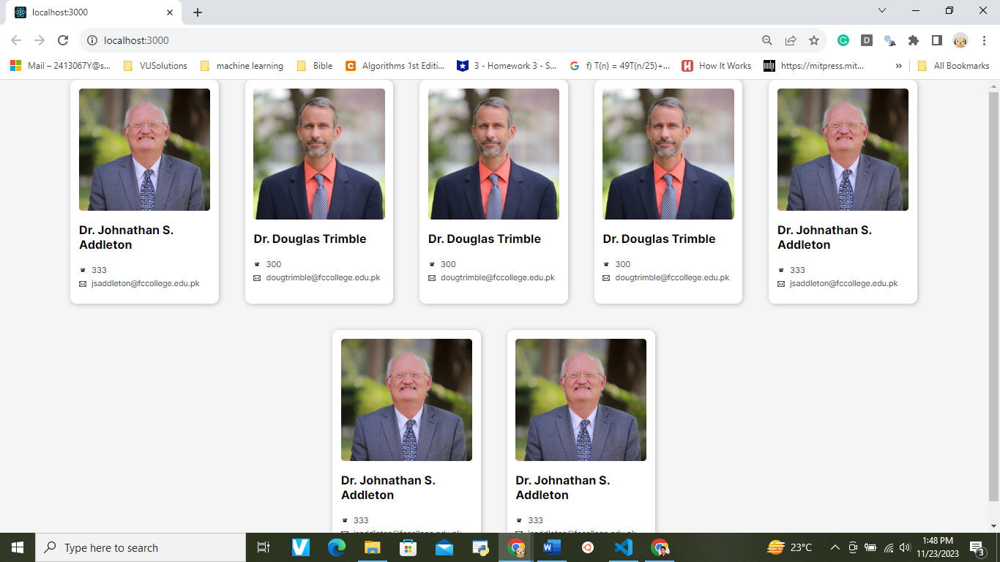 localhost:3000
localhost:3000
Mail – 2413067Y@s...
VUSolutions
machine learning
Bible
Algorithms 1st Editi...
3 - Homework 3 - S...
f) T(n) = 49T(n/25)+...
How It Works
https://mitpress.mit...
»
All Bookmarks
Dr. Johnathan S.
Addleton
333
jsaddleton@fccollege.edu.pk
Dr. Douglas Trimble
300
dougtrimble@fccollege.edu.pk
Dr. Douglas Trimble
300
dougtrimble@fccollege.edu.pk
Dr. Douglas Trimble
300
dougtrimble@fccollege.edu.pk
Dr. Johnathan S.
Addleton
333
jsaddleton@fccollege.edu.pk
Dr. Johnathan S.
Addleton
333
Dr. Johnathan S.
Addleton
333
Type here to search
23°C
1:48 PM
11/23/2023
3